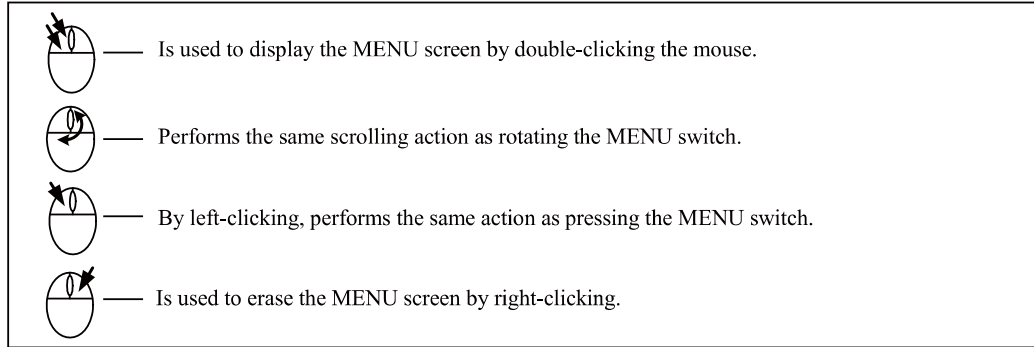 Is used to display the MENU screen by double-clicking the mouse.
Performs the same scrolling action as rotating the MENU switch.
By left-clicking, performs the same action as pressing the MENU switch.
Is used to erase the MENU screen by right-clicking.